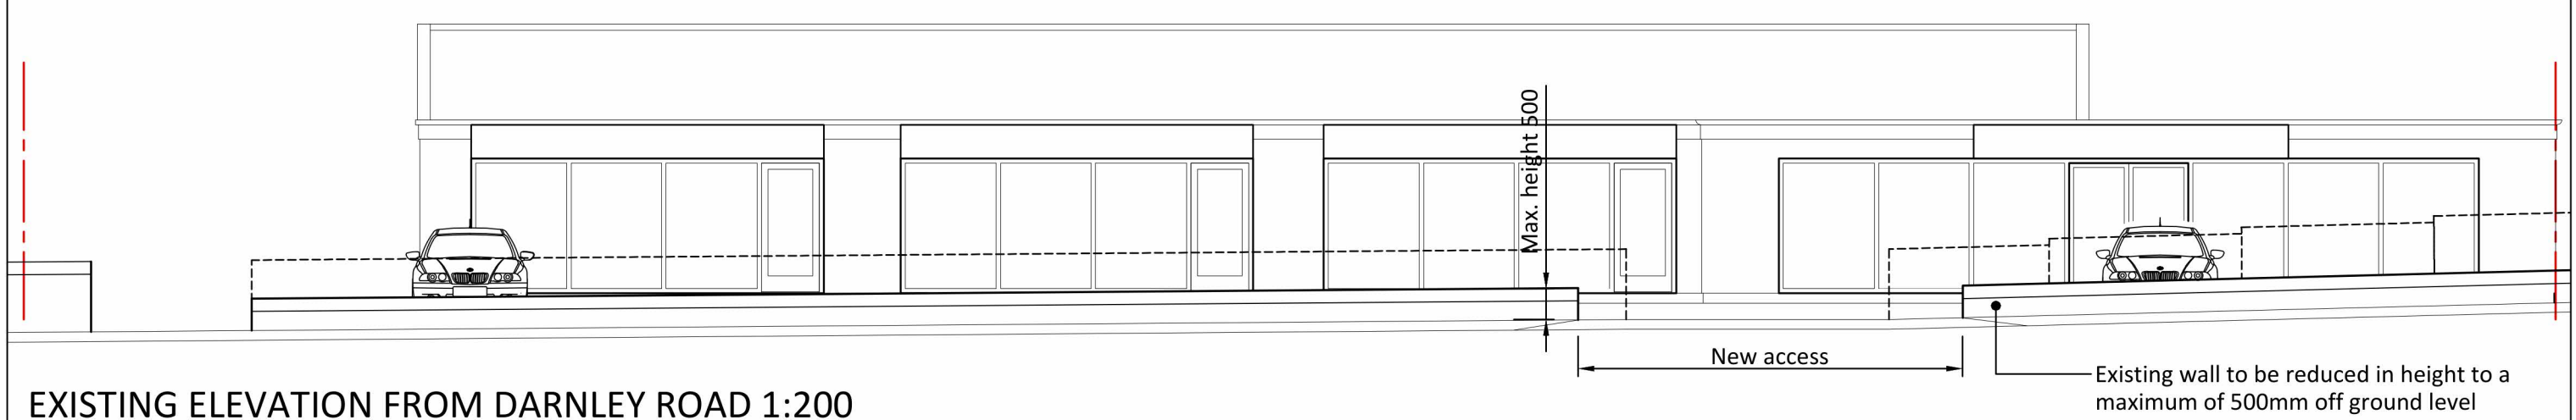 Max. height 500
New access
Existing wall to be reduced in height to a
maximum of 500mm off ground level
EXISTING ELEVATION FROM DARNLEY ROAD 1:200